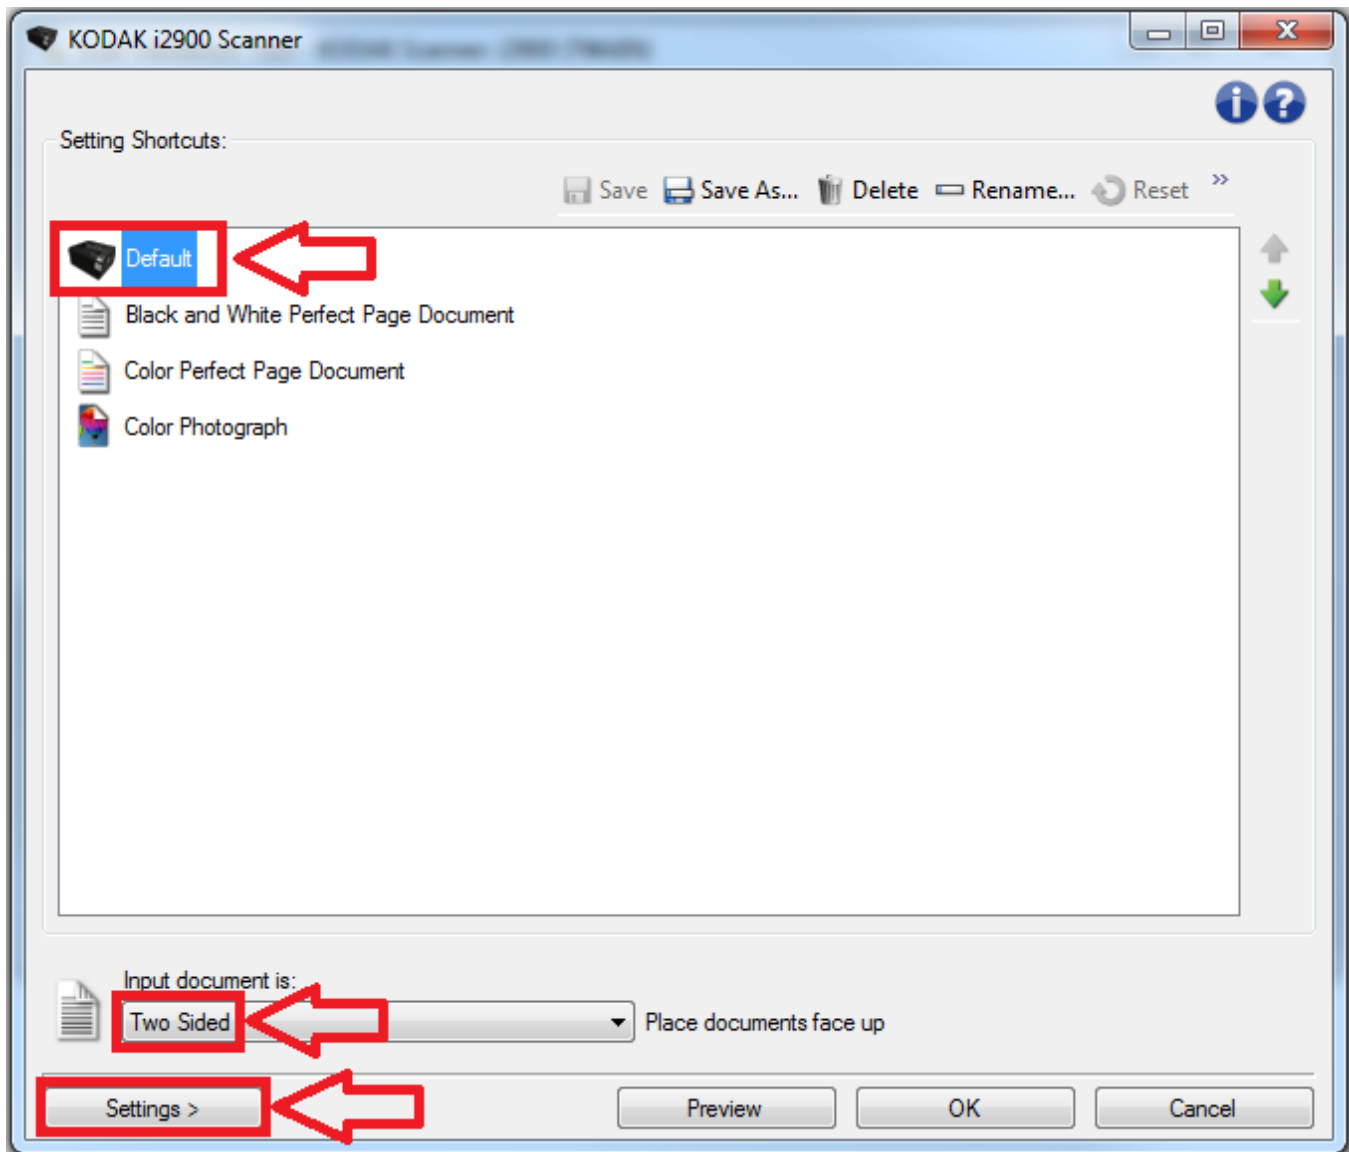 KODAK i2900 Scanner
Setting Shortcuts:
Save Save As... Delete Rename... Reset »
Default
Black and White Perfect Page Document
Color Perfect Page Document
Color Photograph
Input document is:
Two Sided Place documents face up
Settings > Preview OK Cancel